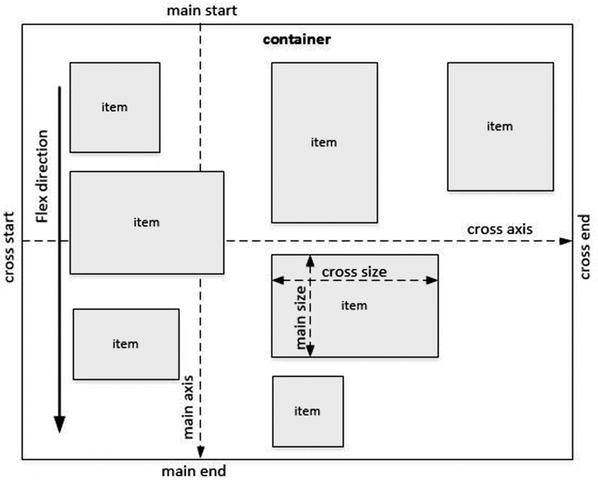 main start
container
item
item
item
Flex direction
item
cross start
cross axis
cross end
cross size
main size
item
item
main axis
item
main end